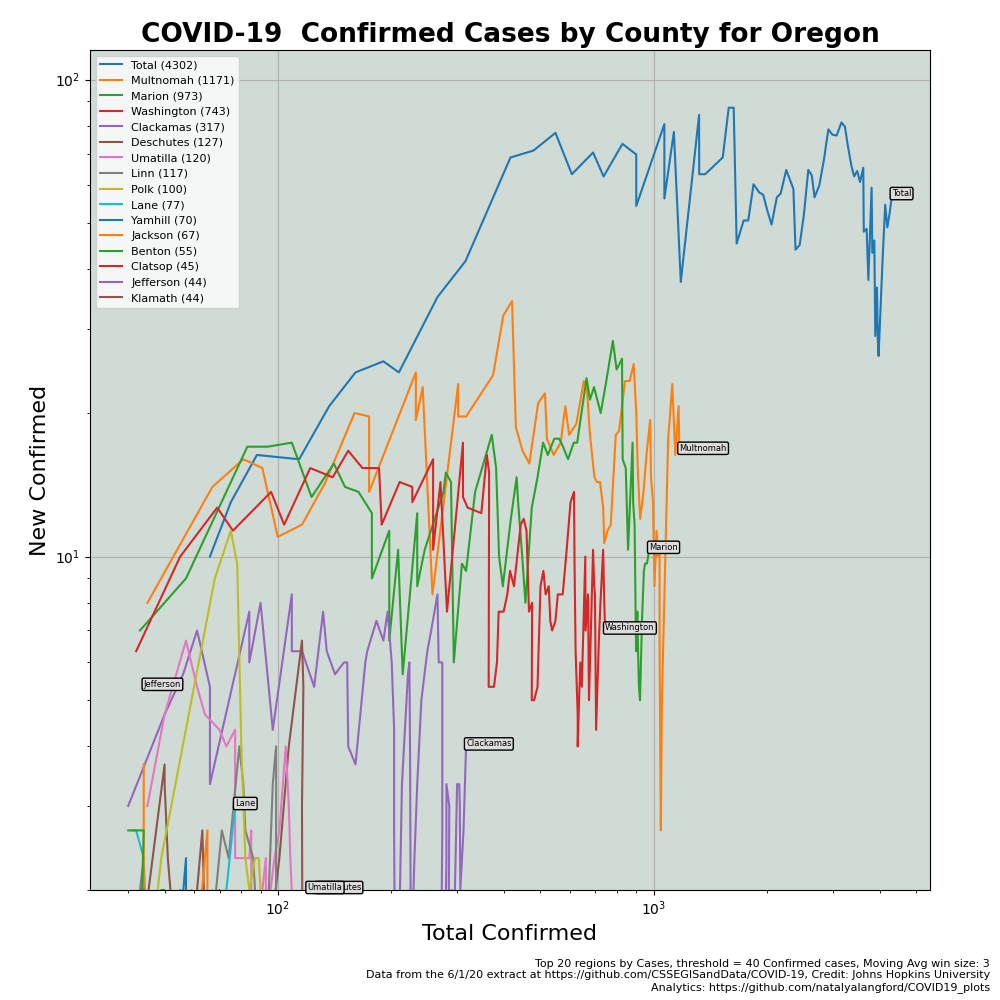 COVID-19  Confirmed Cases by County for Oregon
Total (4302)
Multnomah (1171)
Marion (973)
Washington (743)
Clackamas (317)
Deschutes (127)
Umatilla (120)
Linn (117)
Polk (100)
Lane (77)
Yamhill (70)
Jackson (67)
Benton (55)
Clatsop (45)
Jefferson (44)
Klamath (44)
10²
10¹
New Confirmed
Total
Multnomah
Marion
Washington
Jefferson
Clackamas
Lane
Umatilla utes
10² 10³
Total Confirmed
Top 20 regions by Cases, threshold = 40 Confirmed cases, Moving Avg win size: 3
Data from the 6/1/20 extract at https://github.com/CSSEGISandData/COVID-19, Credit: Johns Hopkins University
Analytics: https://github.com/natalyalangford/COVID19_plots